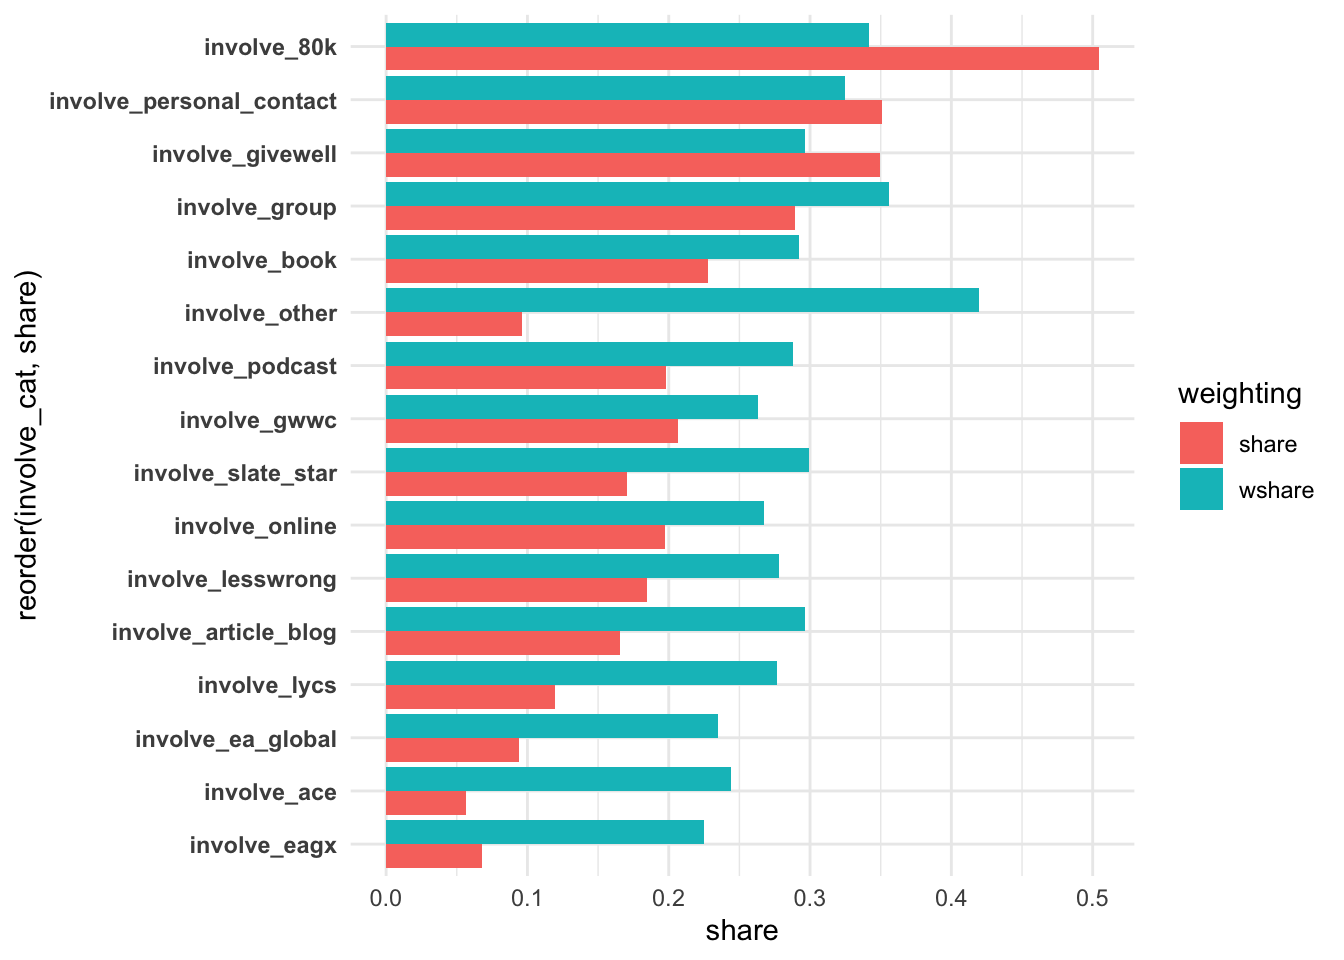 reorder(involve_cat, share)
involve_80k
involve_personal_contact
involve_givewell
involve_group
involve_book
involve_other
involve_podcast
involve_gwwc
involve_slate_star
involve_online
involve_lesswrong
involve_article_blog
involve_lycs
involve_ea_global
involve_ace
involve_eagx
0.0 0.1 0.2 0.3 0.4 0.5
share
weighting
share
wshare